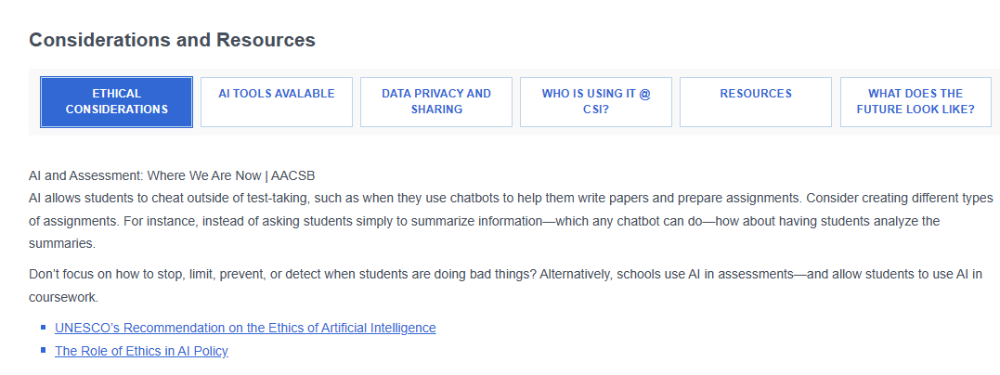 Considerations and Resources
ETHICAL
CONSIDERATIONS
AI TOOLS AVALABLE
DATA PRIVACY AND
SHARING
WHO IS USING IT @
CSI?
RESOURCES
WHAT DOES THE
FUTURE LOOK LIKE?
AI and Assessment: Where We Are Now | AACSB
AI allows students to cheat outside of test-taking, such as when they use chatbots to help them write papers and prepare assignments. Consider creating different types
of assignments. For instance, instead of asking students simply to summarize information—which any chatbot can do—how about having students analyze the
summaries.
Don’t focus on how to stop, limit, prevent, or detect when students are doing bad things? Alternatively, schools use AI in assessments—and allow students to use AI in
coursework.
UNESCO’s Recommendation on the Ethics of Artificial Intelligence
The Role of Ethics in AI Policy